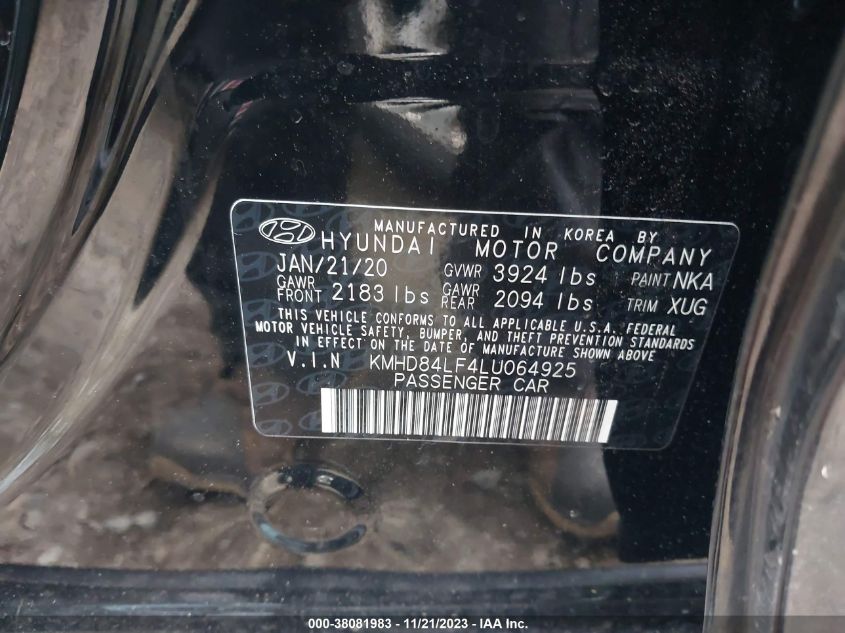 MANUFACTURED IN KOREA BY
HYUNDAI MOTOR COMPANY
JAN/21/20 GVWR 3924 lbs PAINT NKA
GAWR FRONT 2183 lbs GAWR REAR 2094 lbs TRIM XUG
THIS VEHICLE CONFORMS TO ALL APPLICABLE U.S.A. FEDERAL
MOTOR VEHICLE SAFETY, BUMPER, AND THEFT PREVENTION STANDARDS
IN EFFECT ON THE DATE OF MANUFACTURE SHOWN ABOVE
V.I.N KMHD84LF4LU064925
PASSENGER CAR
000-38081983 - 11/21/2023 - IAA Inc.